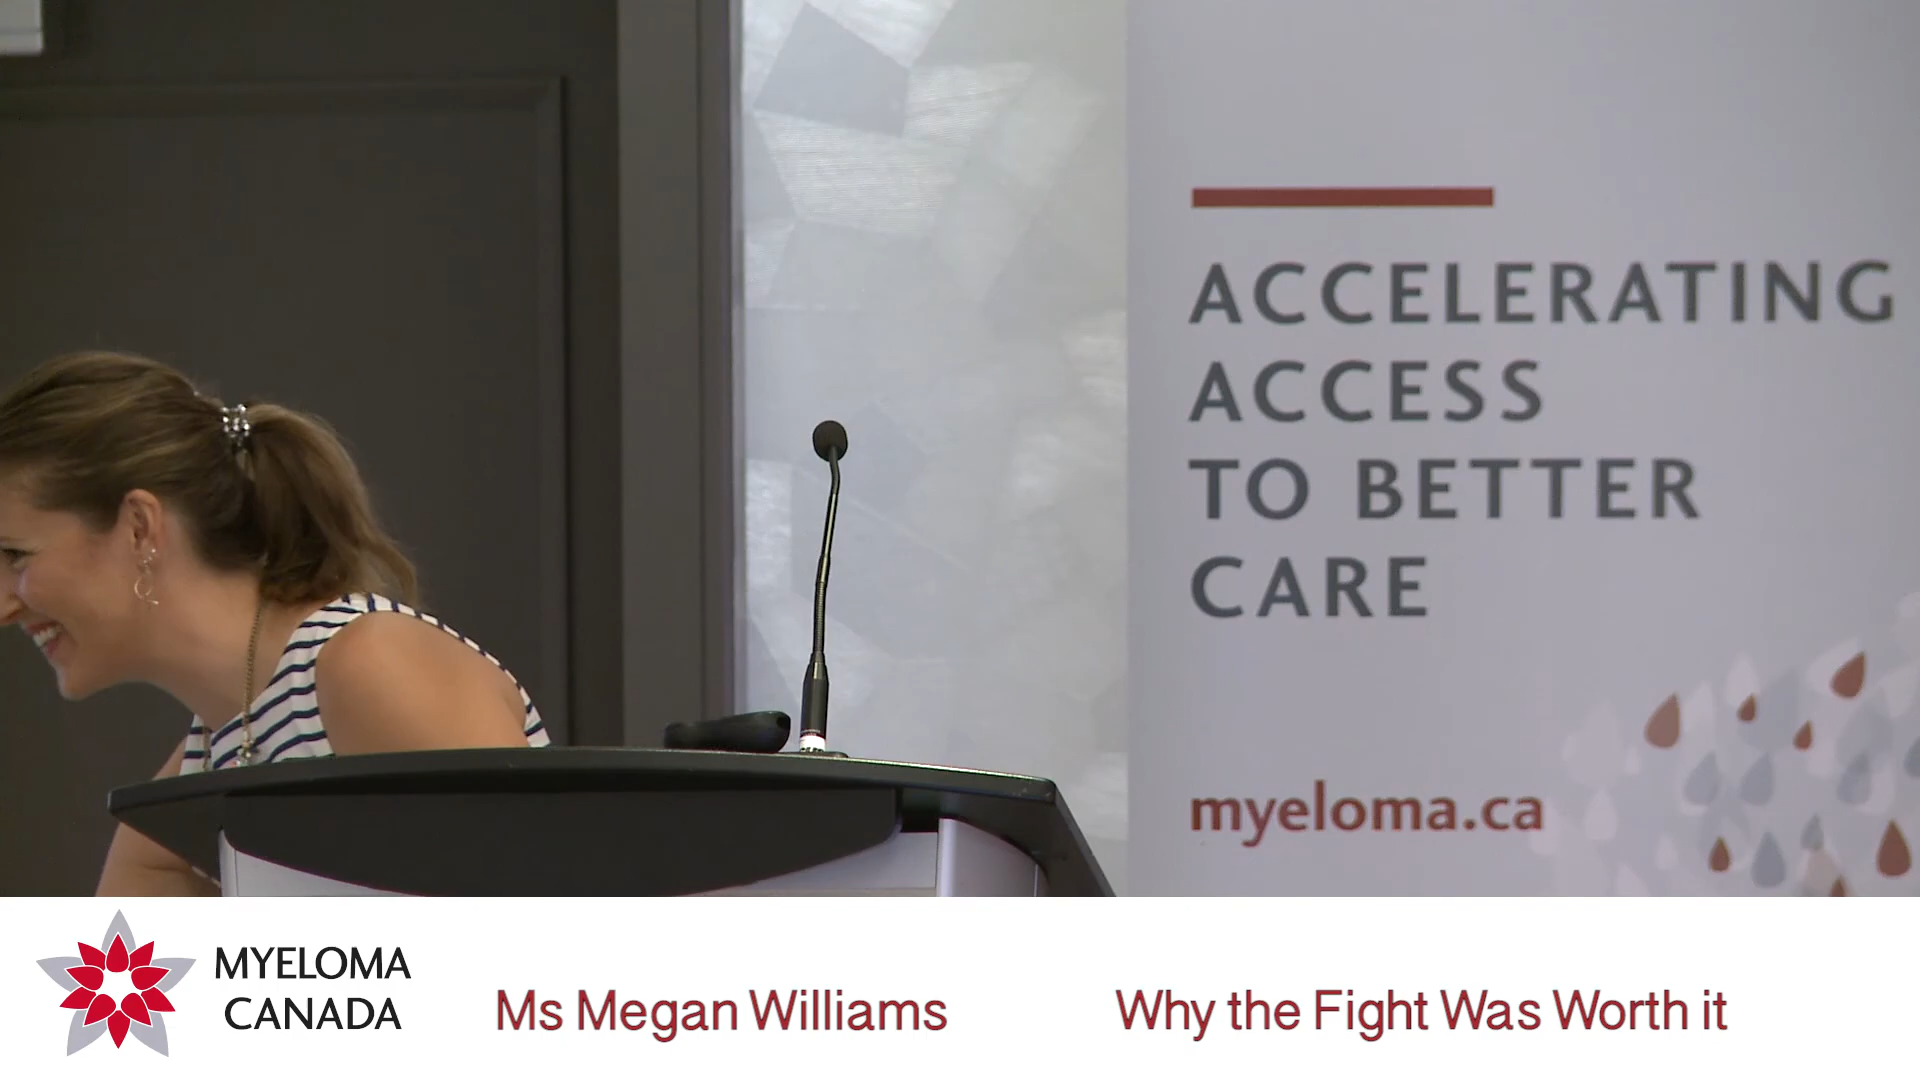 ACCELERATING
ACCESS
TO BETTER
CARE
myeloma.ca
MYELOMA
CANADA
Ms Megan Williams
Why the Fight Was Worth it